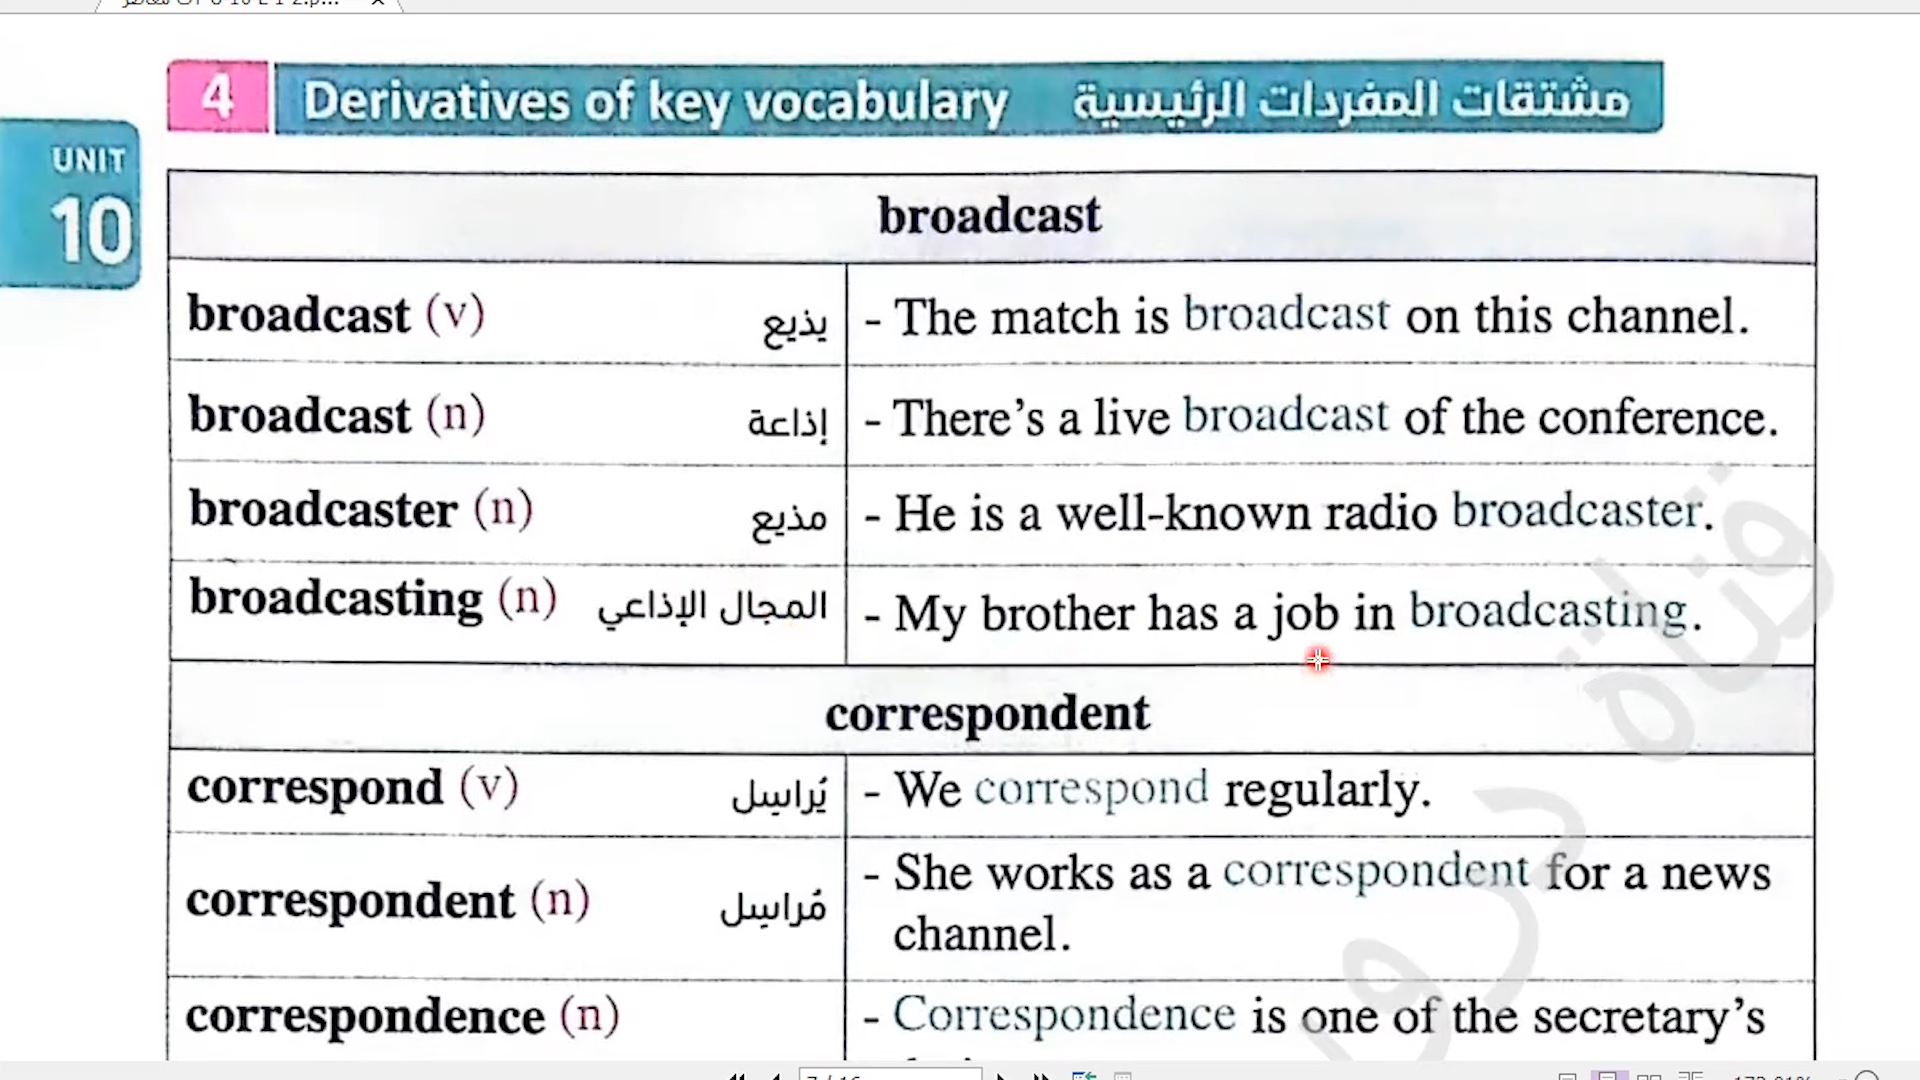 4 Derivatives of key vocabulary مشتقات المفردات الرئيسية
UNIT
10
broadcast
broadcast (v) يذيع - The match is broadcast on this channel.
broadcast (n) إذاعة - There’s a live broadcast of the conference.
broadcaster (n) مذيع - He is a well-known radio broadcaster.
broadcasting (n) المجال الإذاعي - My brother has a job in broadcasting.
correspondent
correspond (v) يُراسِل - We correspond regularly.
correspondent (n) مُراسِل - She works as a correspondent for a news
channel.
correspondence (n) - Correspondence is one of the secretary’s
قناة